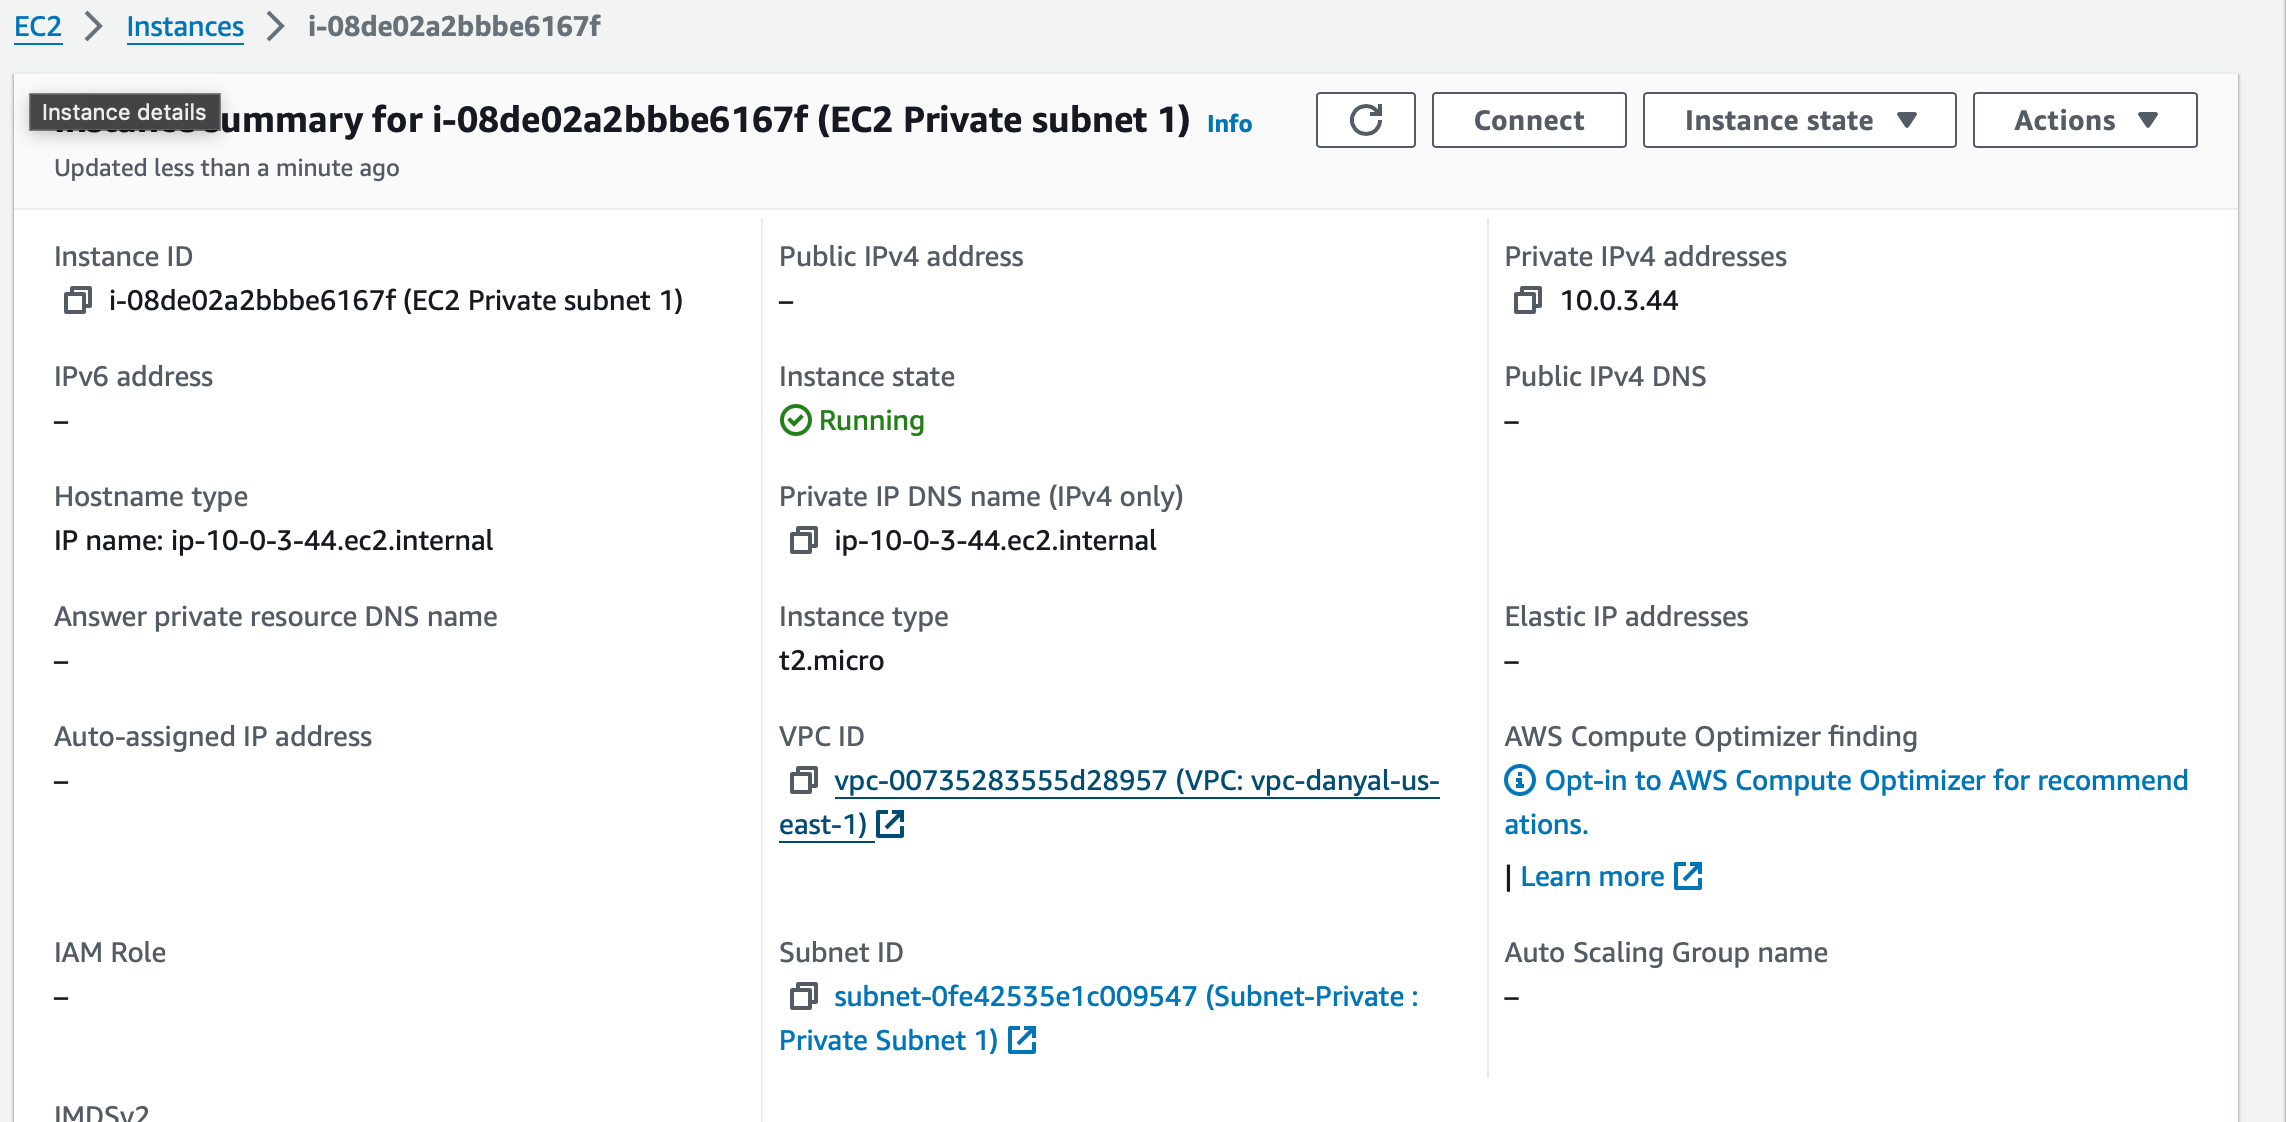 EC2 > Instances > i-08de02a2bbbe6167f
Instance details
summary for i-08de02a2bbbe6167f (EC2 Private subnet 1) Info
Connect
Instance state
Actions
Updated less than a minute ago
Instance ID
i-08de02a2bbbe6167f (EC2 Private subnet 1)
Public IPv4 address
–
Private IPv4 addresses
10.0.3.44
IPv6 address
–
Instance state
Running
Public IPv4 DNS
–
Hostname type
IP name: ip-10-0-3-44.ec2.internal
Private IP DNS name (IPv4 only)
ip-10-0-3-44.ec2.internal
Answer private resource DNS name
–
Instance type
t2.micro
Elastic IP addresses
–
Auto-assigned IP address
–
VPC ID
vpc-00735283555d28957 (VPC: vpc-danyal-us-
east-1)
AWS Compute Optimizer finding
Opt-in to AWS Compute Optimizer for recommend
ations.
| Learn more
IAM Role
–
Subnet ID
subnet-0fe42535e1c009547 (Subnet-Private :
Private Subnet 1)
Auto Scaling Group name
–
IMDSv2